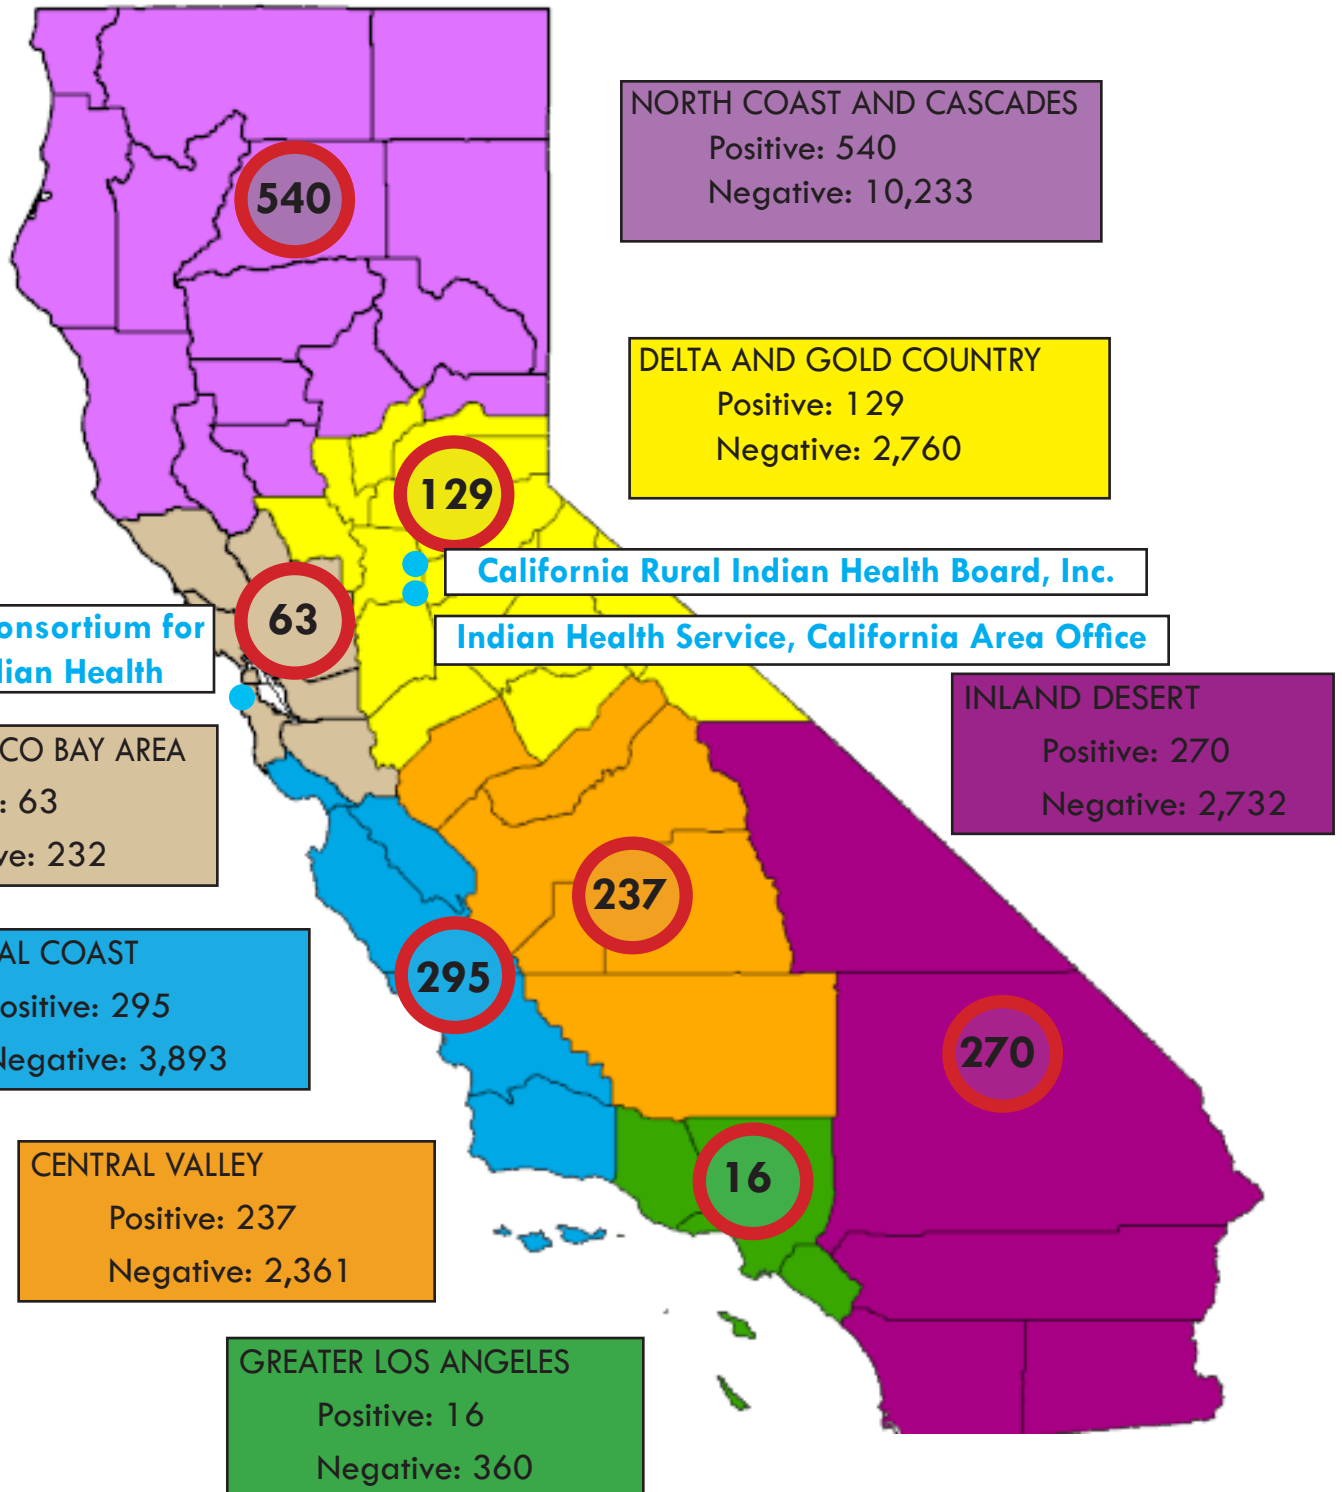 540
NORTH COAST AND CASCADES
Positive: 540
Negative: 10,233
DELTA AND GOLD COUNTRY
Positive: 129
Negative: 2,760
129
California Rural Indian Health Board, Inc.
Indian Health Service, California Area Office
63
onsortium for
dian Health
INLAND DESERT
Positive: 270
Negative: 2,732
CO BAY AREA
: 63
ve: 232
237
AL COAST
ositive: 295
Negative: 3,893
295
270
CENTRAL VALLEY
Positive: 237
Negative: 2,361
16
GREATER LOS ANGELES
Positive: 16
Negative: 360